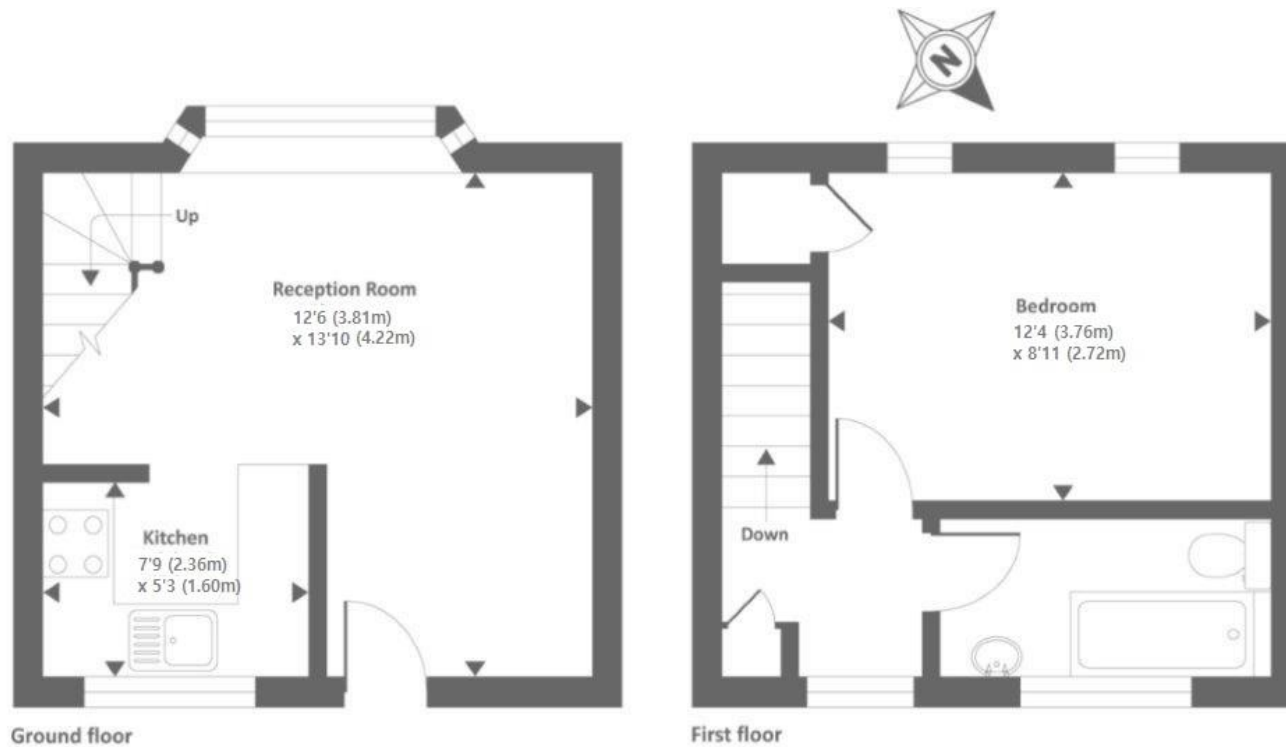 N
Up
Reception Room
12'6 (3.81m)
x 13'10 (4.22m)
Kitchen
7'9 (2.36m)
x 5'3 (1.60m)
Ground floor
Bedroom
12'4 (3.76m)
x 8'11 (2.72m)
Down
First floor